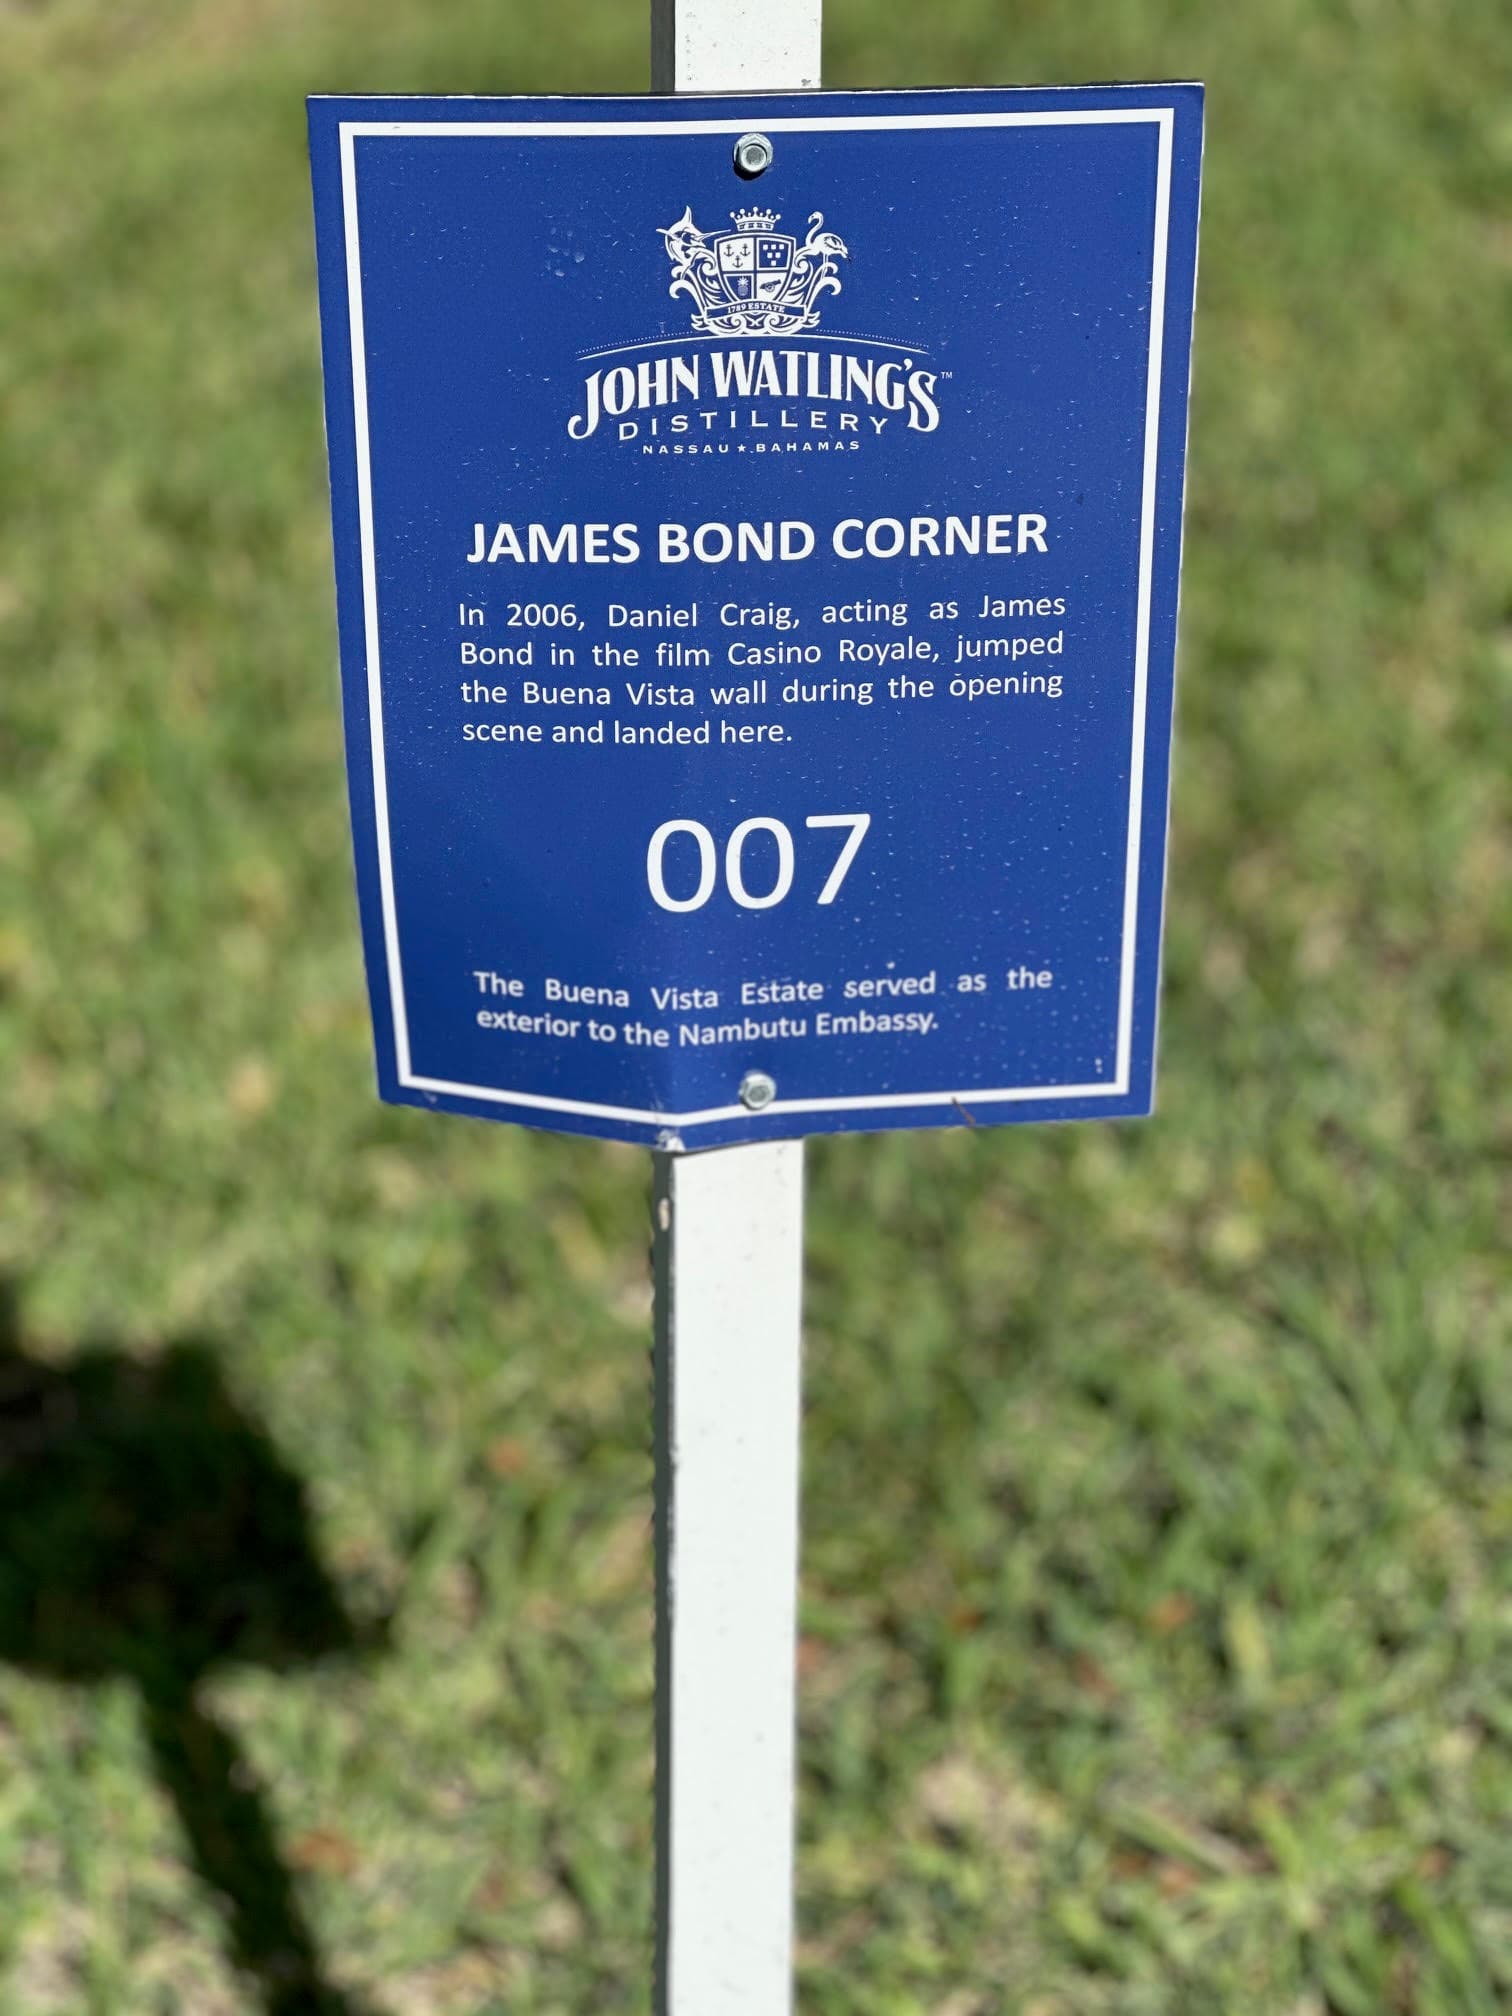 1789 ESTATE
JOHN WATLING'S™
DISTILLERY
NASSAU ★ BAHAMAS
JAMES BOND CORNER
In 2006, Daniel Craig, acting as James
Bond in the film Casino Royale, jumped
the Buena Vista wall during the opening
scene and landed here.
007
The Buena Vista Estate served as the
exterior to the Nambutu Embassy.